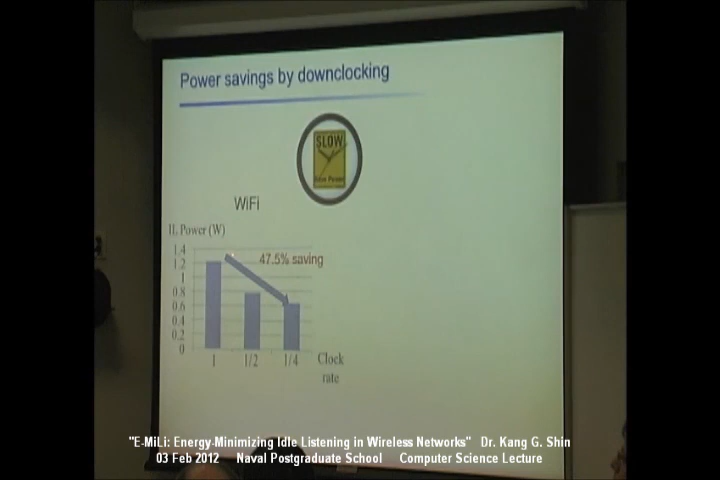 Power savings by downclocking
SLOW
WiFi
IL Power (W)
1.4
1.2
1
0.8
0.6
0.4
0.2
0
47.5% saving
1 1/2 1/4
Clock
rate
"E-MiLi: Energy-Minimizing Idle Listening in Wireless Networks" Dr. Kang G. Shin
03 Feb 2012 Naval Postgraduate School Computer Science Lecture